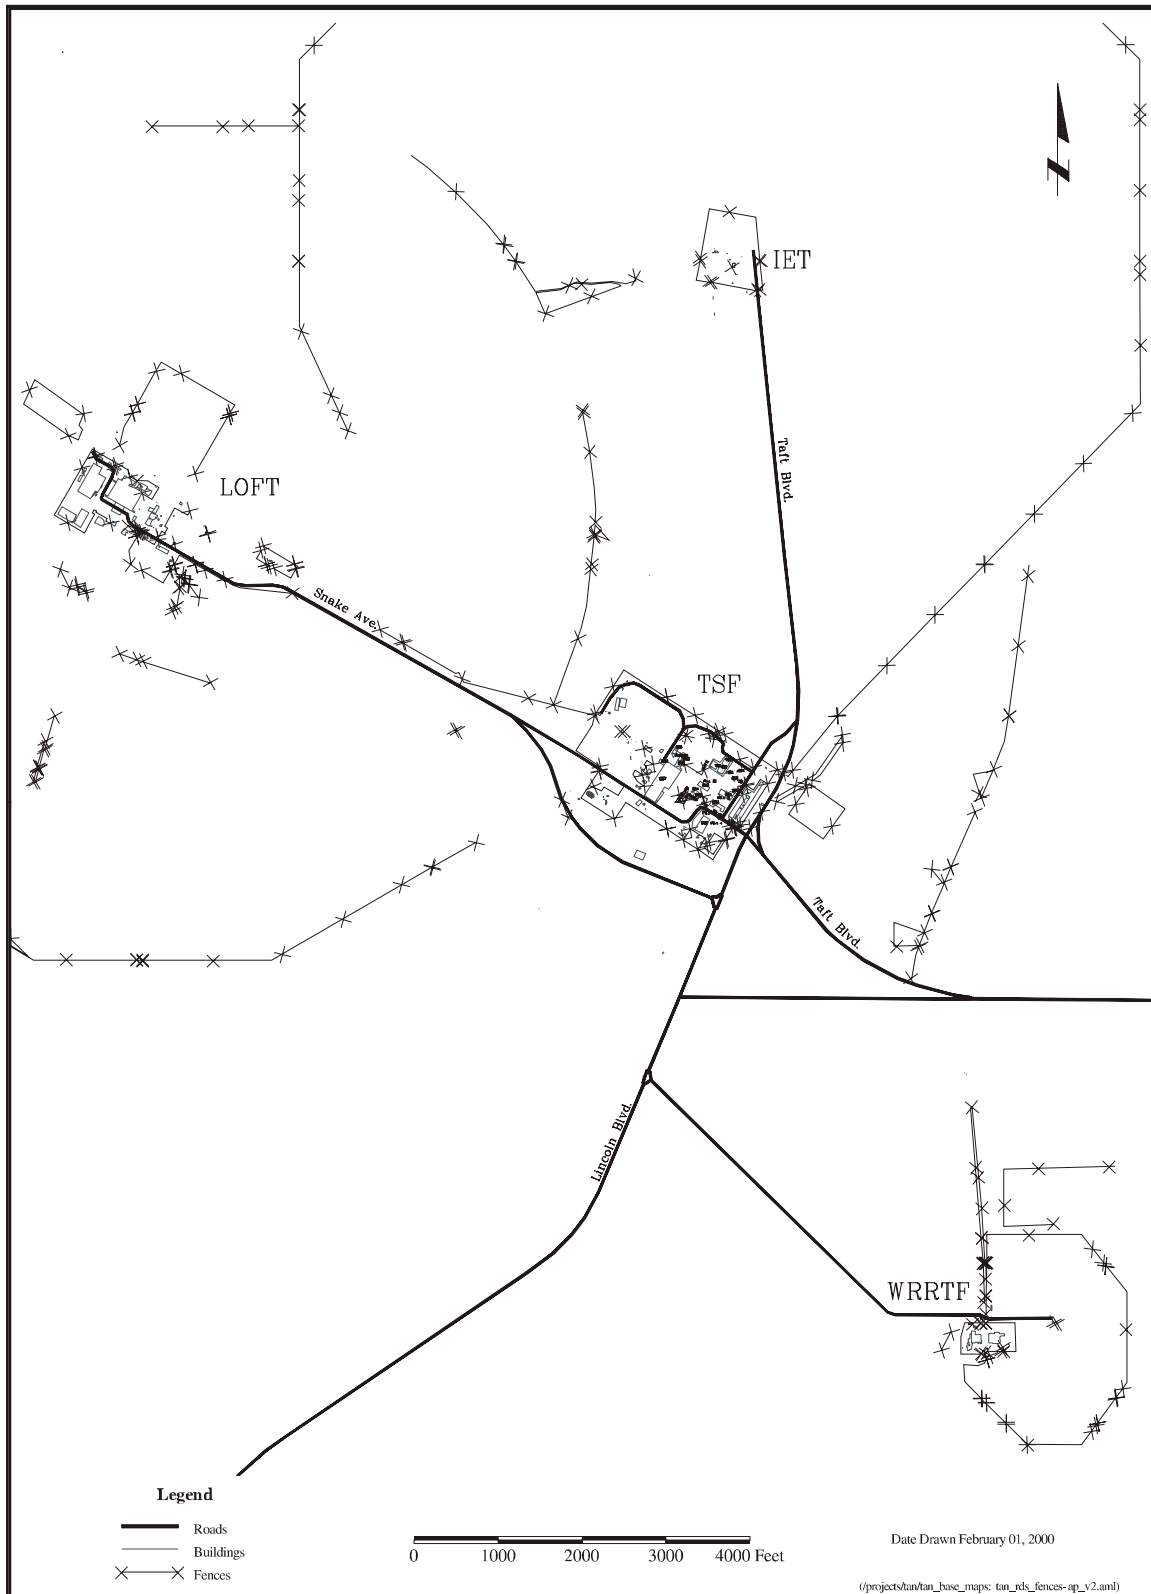 N
IET
Taft Blvd.
LOFT
Snake Ave.
TSF
Taft Blvd.
Lincoln Blvd.
WRRTF
Legend
Roads
Buildings
Fences
0 1000 2000 3000 4000 Feet
Date Drawn February 01, 2000
(/projects/tan/tan_base_maps: tan_rds_fences-ap_v2.aml)